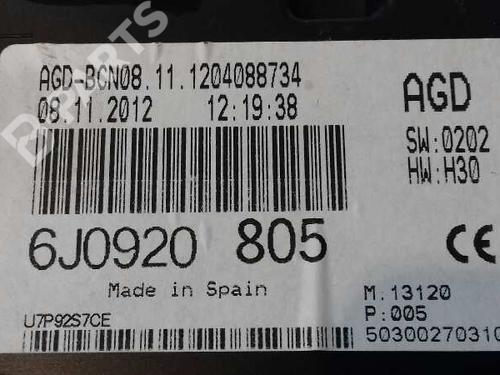 B-PARTS
AGD-BCN08.11.1204088734
AGD
08.11.2012 12:19:38
SW:0202
HW:H30
6J0920 805
CE
Made in Spain
M.13120
U7P92S7CE
P:005
50300270310